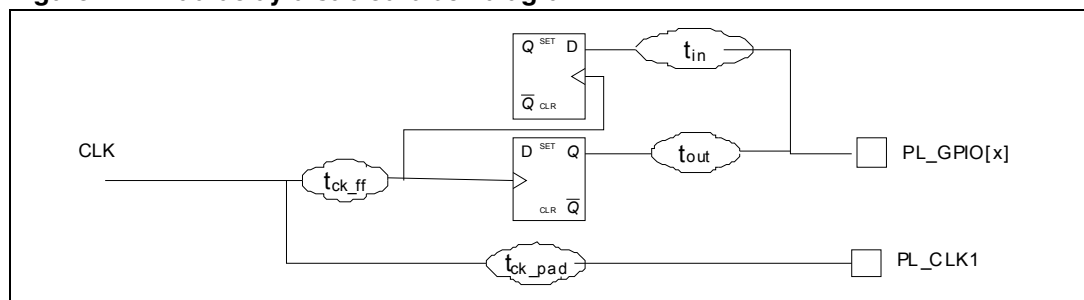 Q SET D
t_in
Q CLR
CLK
D SET Q
t_out
PL_GPIO[x]
t_ck_ff
CLR Q
t_ck_pad
PL_CLK1